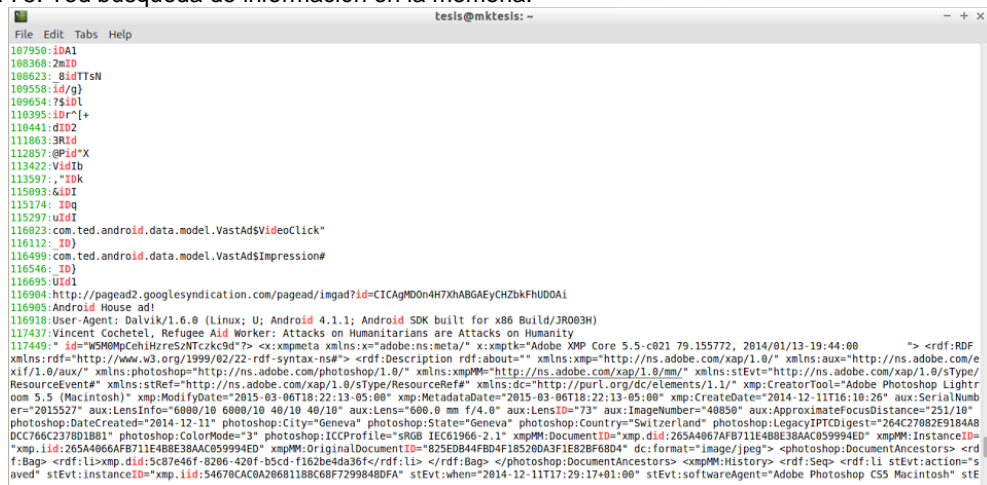 tesis@mktesis: ~
File Edit Tabs Help
107950:iDA1
108368:2mID
108623:_8idTTsN
109558:id/g}
109654:?$iDl
110395:iDr^[+
110441:dID2
111863:3RId
112857:@Pid"X
113422:VidIb
113597:,"IDk
115093:&iDI
115174: IDq
115297:uIdI
116023:com.ted.android.data.model.VastAd$VideoClick"
116112:_ID}
116499:com.ted.android.data.model.VastAd$Impression#
116546:_ID}
116695:UId1
116904:http://pagead2.googlesyndication.com/pagead/imgad?id=CICAgMDOn4H7XhABGAEyCHZbkFhUDOAi
116905:Android House ad!
116918:User-Agent: Dalvik/1.6.0 (Linux; U; Android 4.1.1; Android SDK built for x86 Build/JRO03H)
117437:Vincent Cochetel, Refugee Aid Worker: Attacks on Humanitarians are Attacks on Humanity
117449:" id="W5M0MpCehiHzreSzNTczkc9d"?> <x:xmpmeta xmlns:x="adobe:ns:meta/" x:xmptk="Adobe XMP Core 5.5-c021 79.155772, 2014/01/13-19:44:00 "> <rdf:RDF
xmlns:rdf="http://www.w3.org/1999/02/22-rdf-syntax-ns#"> <rdf:Description rdf:about="" xmlns:xmp="http://ns.adobe.com/xap/1.0/" xmlns:aux="http://ns.adobe.com/e
xif/1.0/aux/" xmlns:photoshop="http://ns.adobe.com/photoshop/1.0/" xmlns:xmpMM="http://ns.adobe.com/xap/1.0/mm/" xmlns:stEvt="http://ns.adobe.com/xap/1.0/sType/
ResourceEvent#" xmlns:stRef="http://ns.adobe.com/xap/1.0/sType/ResourceRef#" xmlns:dc="http://purl.org/dc/elements/1.1/" xmp:CreatorTool="Adobe Photoshop Lightr
oom 5.5 (Macintosh)" xmp:ModifyDate="2015-03-06T18:22:13-05:00" xmp:MetadataDate="2015-03-06T18:22:13-05:00" xmp:CreateDate="2014-12-11T16:10:26" aux:SerialNumb
er="2015527" aux:LensInfo="6000/10 6000/10 40/10 40/10" aux:Lens="600.0 mm f/4.0" aux:LensID="73" aux:ImageNumber="40850" aux:ApproximateFocusDistance="251/10"
photoshop:DateCreated="2014-12-11" photoshop:City="Geneva" photoshop:State="Geneva" photoshop:Country="Switzerland" photoshop:LegacyIPTCDigest="264C27082E9184A8
DCC766C2378D1B81" photoshop:ColorMode="3" photoshop:ICCProfile="sRGB IEC61966-2.1" xmpMM:DocumentID="xmp.did:265A4067AFB711E4B8E38AAC059994ED" xmpMM:InstanceID=
"xmp.iid:265A4066AFB711E4B8E38AAC059994ED" xmpMM:OriginalDocumentID="825EDB44FBD4F18520DA3F1E82BF68D4" dc:format="image/jpeg"> <photoshop:DocumentAncestors> <rd
f:Bag> <rdf:li>xmp.did:5c87e46f-8206-420f-b5cd-f162be4da36f</rdf:li> </rdf:Bag> </photoshop:DocumentAncestors> <xmpMM:History> <rdf:Seq> <rdf:li stEvt:action="s
aved" stEvt:instanceID="xmp.iid:54670CAC0A20681188C68F7299848DFA" stEvt:when="2014-12-11T17:29:17+01:00" stEvt:softwareAgent="Adobe Photoshop CS5 Macintosh" stE